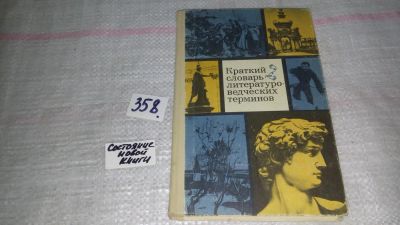 Краткий
словарь
литературо-
ведческих
терминов
358.
Состояние
новой
книги